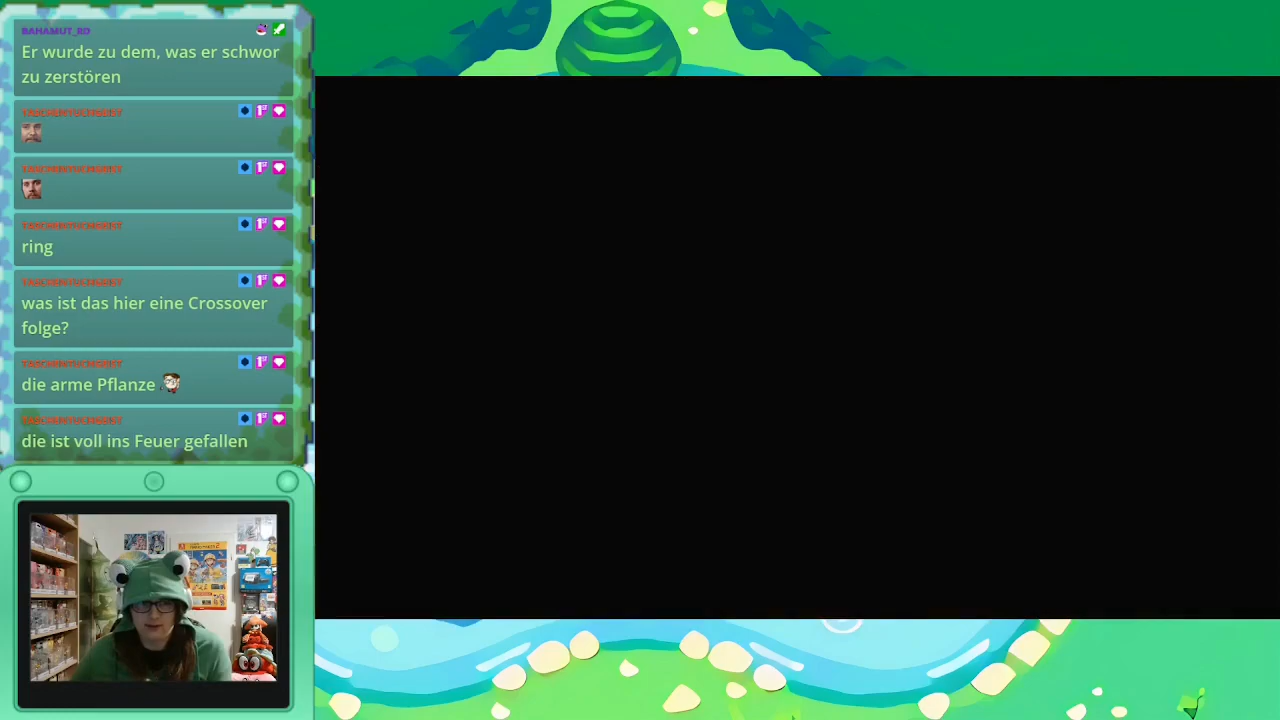 BAHAMUT_RD
Er wurde zu dem, was er schwor
zu zerstören
ring
was ist das hier eine Crossover
folge?
die arme Pflanze
die ist voll ins Feuer gefallen